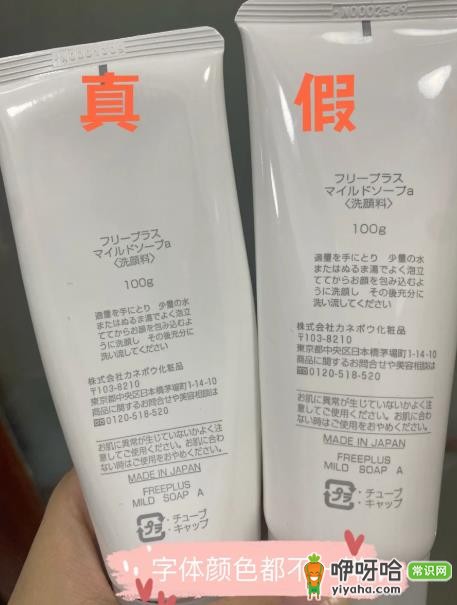 N0002549
真
假
フリープラス
マイルドソープa
〈洗顔料〉
100g
適量を手にとり 少量の水
またはぬるま湯でよく泡立
ててからお顔を包み込むよ
うに洗顔し その後充分に
洗い流してください
株式会社カネボウ化粧品
〒103-8210
東京都中央区日本橋茅場町1-14-10
商品に関するお問合せや美容相談は
0120-518-520
お肌に異常が生じていないかよく注
意してご使用ください。お肌に合わ
ない時はご使用をおやめください。
MADE IN JAPAN
FREEPLUS
MILD SOAP A
プラ
・チューブ
・キャップ
フリープラス
マイルドソープa
〈洗顔料〉
100g
適量を手にとり 少量の水
またはぬるま湯でよく泡立
ててからお顔を包み込むよ
うに洗顔し その後充分に
洗い流してください
株式会社カネボウ化粧品
〒103-8210
東京都中央区日本橋茅場町1-14-10
商品に関するお問合せや美容相談は
0120-518-520
お肌に異常が生じていないかよく注
意してご使用ください。お肌に合わ
ない時はご使用をおやめください。
MADE IN JAPAN
FREEPLUS
MILD SOAP A
プラ
・チューブ
・キャップ
字体颜色都不
咿呀哈 常识网
yiyaha.com